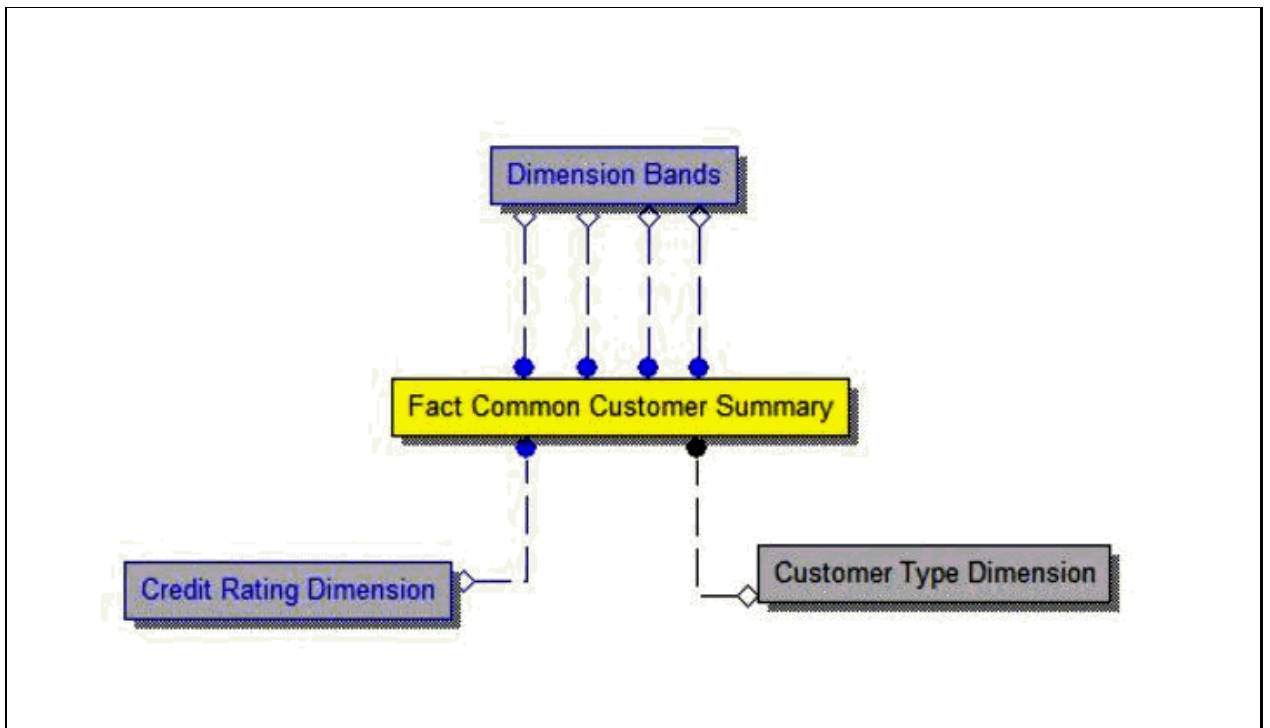 Dimension Bands
Fact Common Customer Summary
Credit Rating Dimension
Customer Type Dimension